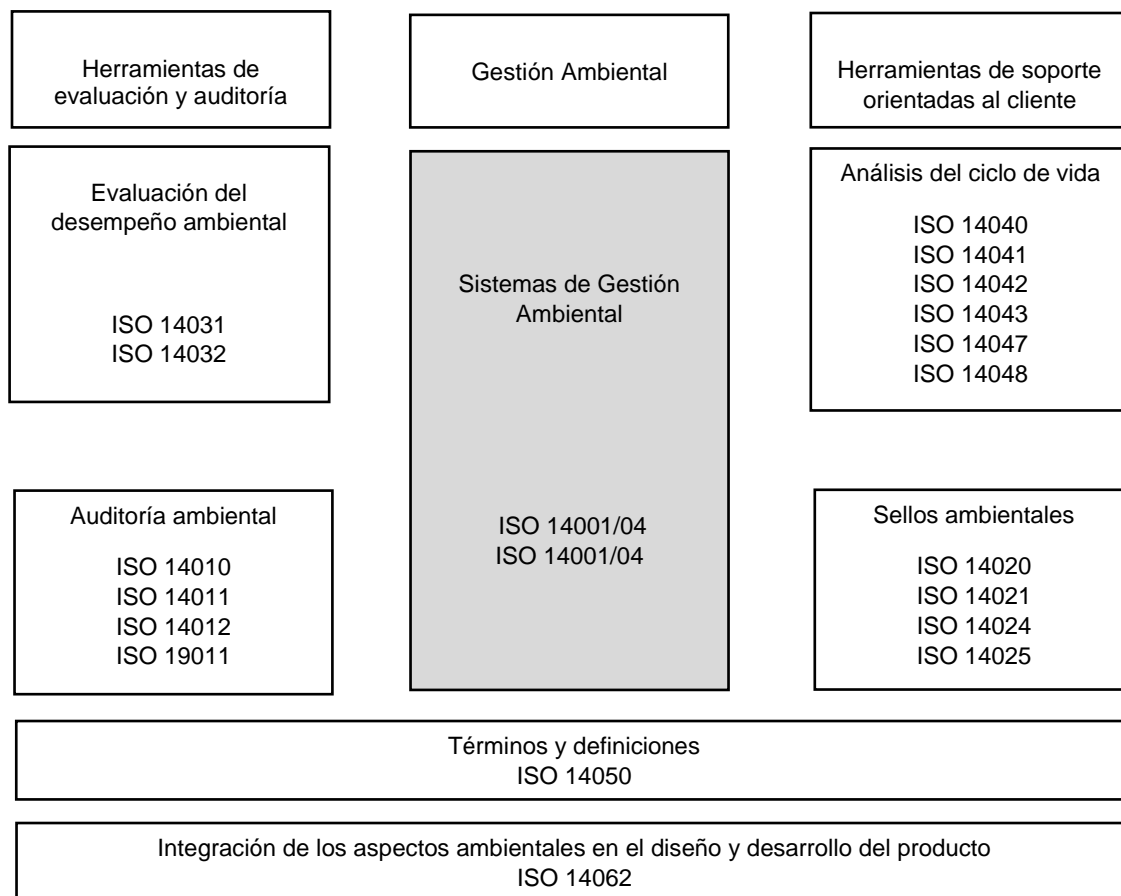 Herramientas de
evaluación y auditoría
Gestión Ambiental
Herramientas de soporte
orientadas al cliente
Evaluación del
desempeño ambiental
ISO 14031
ISO 14032
Sistemas de Gestión
Ambiental
ISO 14001/04
ISO 14001/04
Análisis del ciclo de vida
ISO 14040
ISO 14041
ISO 14042
ISO 14043
ISO 14047
ISO 14048
Auditoría ambiental
ISO 14010
ISO 14011
ISO 14012
ISO 19011
Sellos ambientales
ISO 14020
ISO 14021
ISO 14024
ISO 14025
Términos y definiciones
ISO 14050
Integración de los aspectos ambientales en el diseño y desarrollo del producto
ISO 14062